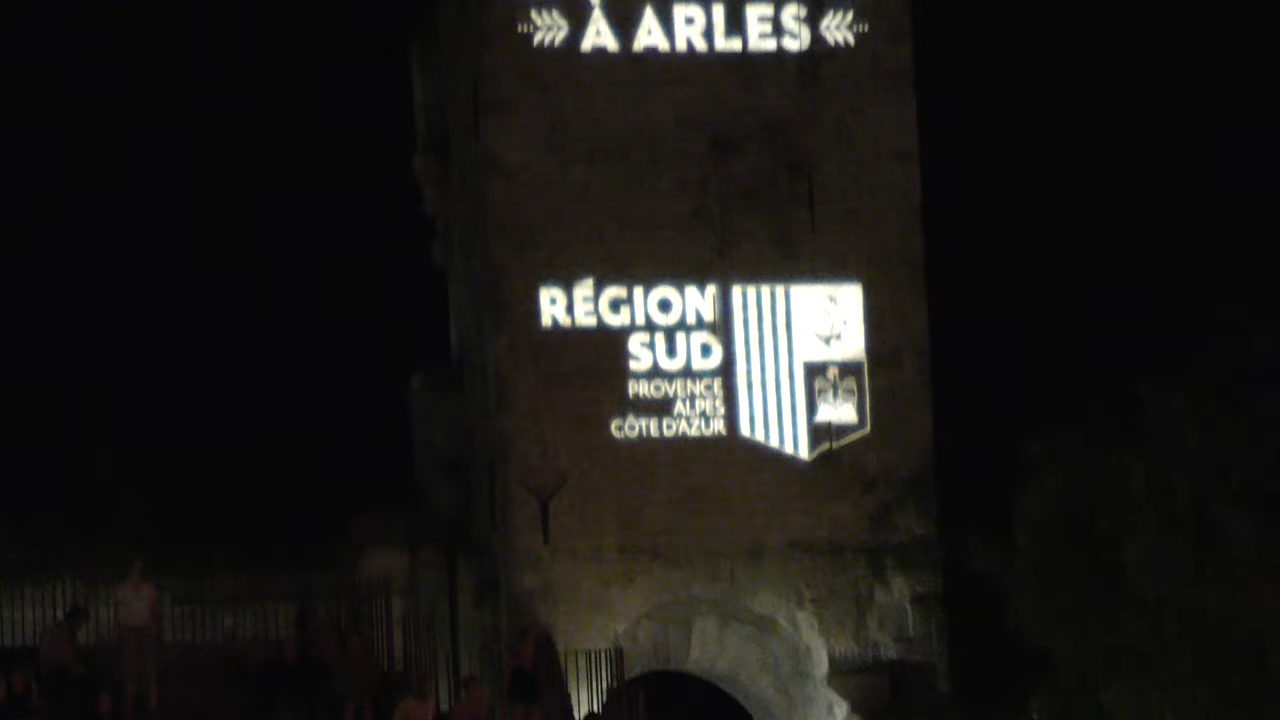 À ARLES
RÉGION
SUD
PROVENCE
ALPES
CÔTE D'AZUR